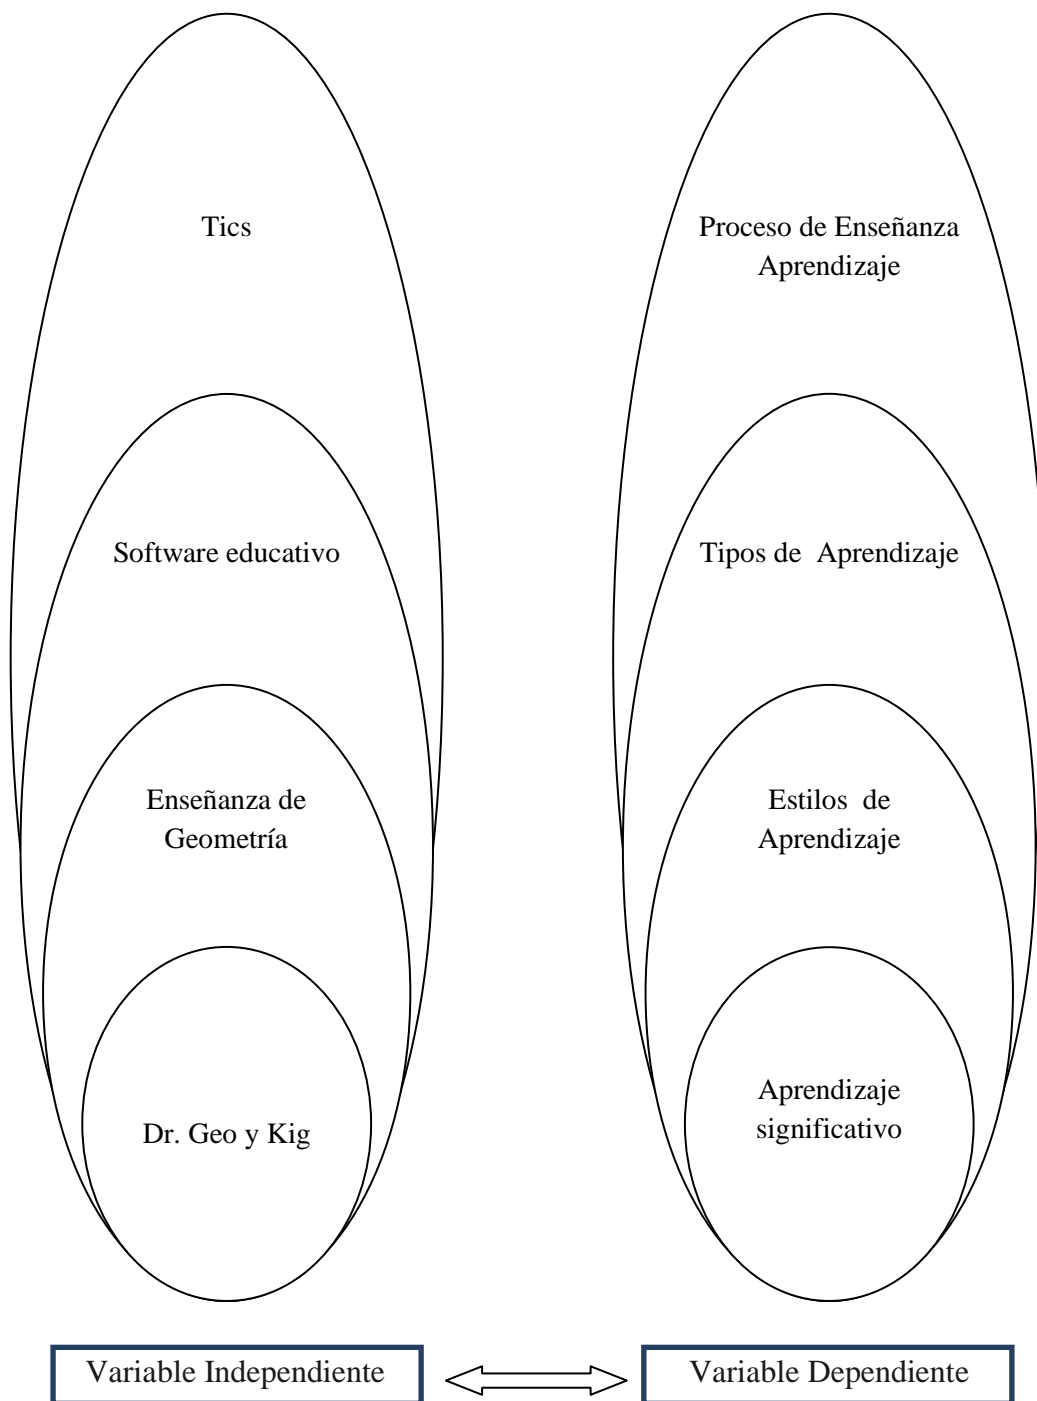 Tics
Proceso de Enseñanza
Aprendizaje
Software educativo
Tipos de  Aprendizaje
Enseñanza de
Geometría
Estilos  de
Aprendizaje
Dr. Geo y Kig
Aprendizaje
significativo
Variable Independiente
Variable Dependiente